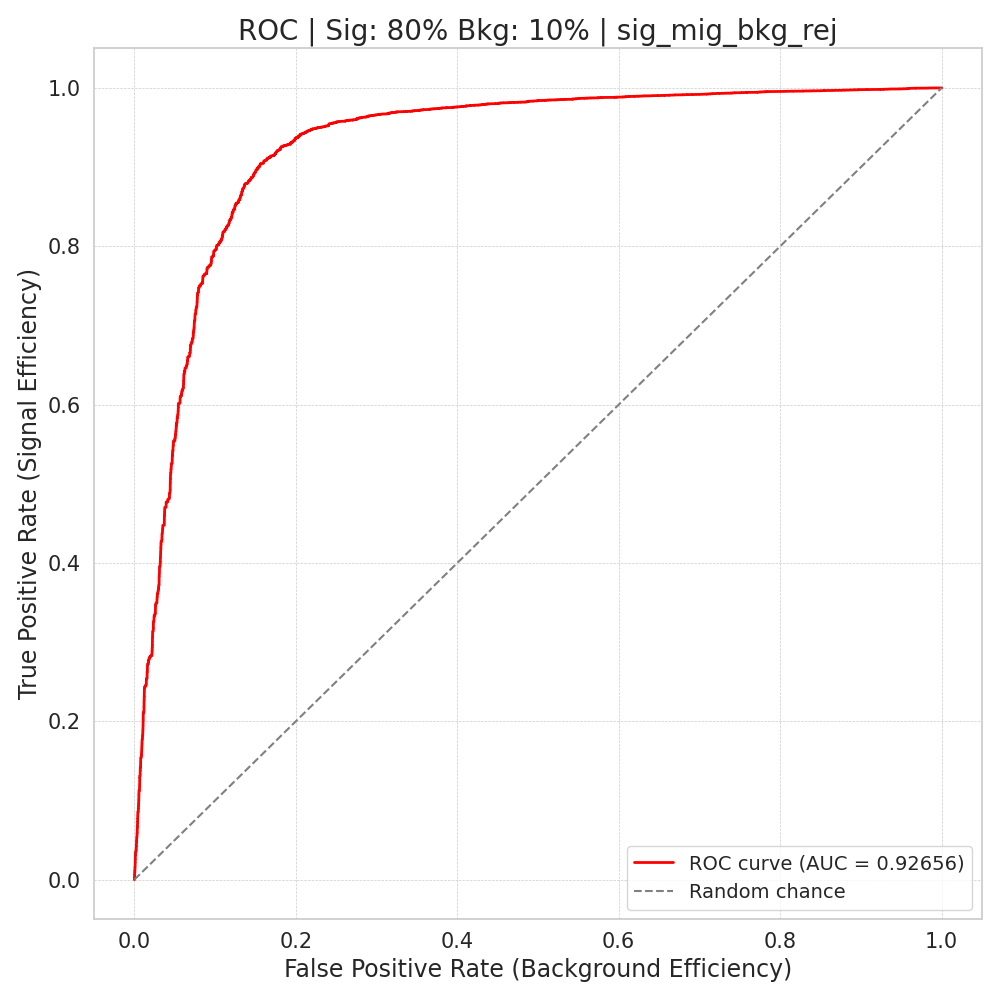 ROC | Sig: 80% Bkg: 10% | sig_mig_bkg_rej
True Positive Rate (Signal Efficiency)
1.0
0.8
0.6
0.4
0.2
0.0
0.0 0.2 0.4 0.6 0.8 1.0
False Positive Rate (Background Efficiency)
ROC curve (AUC = 0.92656)
Random chance